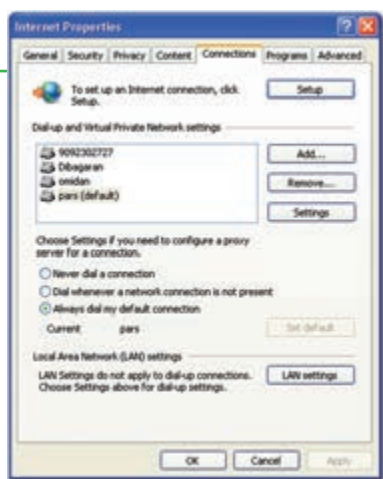 Internet Properties
General Security Privacy Content Connections Programs Advanced
To set up an Internet connection, click Setup.
Setup
Dial-up and Virtual Private Network settings
9092302727
Dibagaran
omidan
pars (default)
Add...
Remove...
Settings
Choose Settings if you need to configure a proxy
server for a connection.
Never dial a connection
Dial whenever a network connection is not present
Always dial my default connection
Current pars
Set default
Local Area Network (LAN) settings
LAN Settings do not apply to dial-up connections.
Choose Settings above for dial-up settings.
LAN settings
OK Cancel Apply